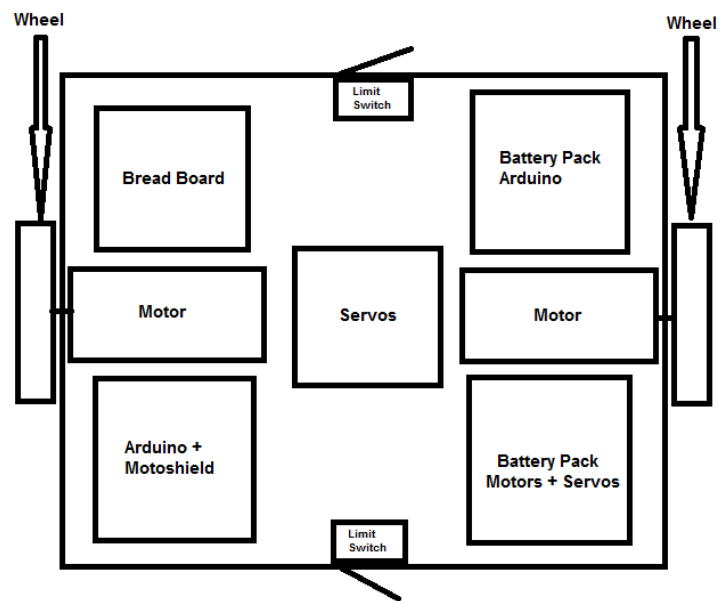 Wheel
Wheel
Limit
Switch
Bread Board
Battery Pack
Arduino
Motor
Servos
Motor
Arduino +
Motoshield
Battery Pack
Motors + Servos
Limit
Switch